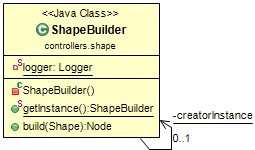 <<Java Class>>
ShapeBuilder
controllers.shape
logger: Logger
ShapeBuilder()
getInstance():ShapeBuilder
build(Shape):Node
-creatorInstance
0..1